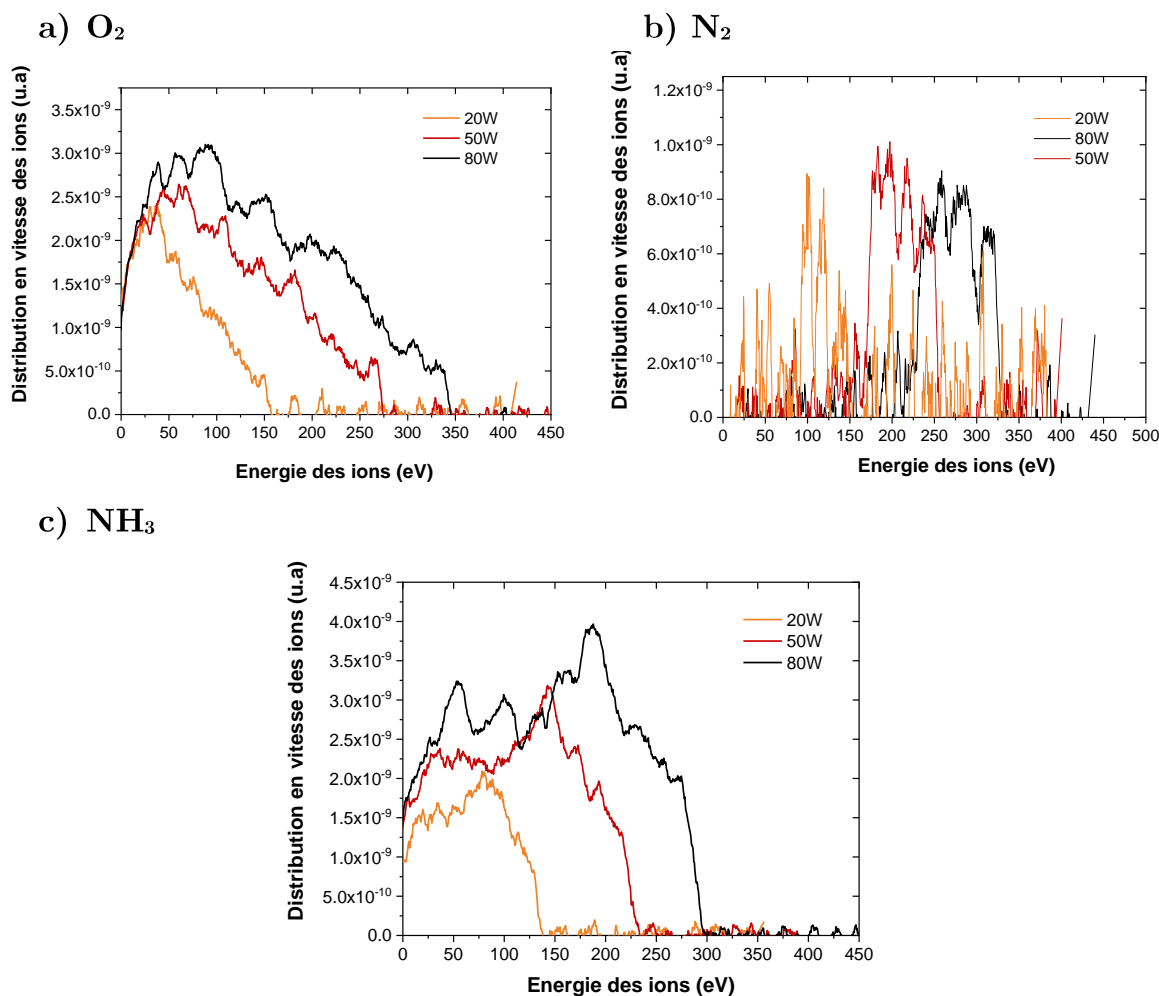 a) O₂
Distribution en vitesse des ions (u.a)
3.5x10⁻⁹
3.0x10⁻⁹
2.5x10⁻⁹
2.0x10⁻⁹
1.5x10⁻⁹
1.0x10⁻⁹
5.0x10⁻¹⁰
0.0
20W
50W
80W
0 50 100 150 200 250 300 350 400 450
Energie des ions (eV)
b) N₂
Distribution en vitesse des ions (u.a)
1.2x10⁻⁹
1.0x10⁻⁹
8.0x10⁻¹⁰
6.0x10⁻¹⁰
4.0x10⁻¹⁰
2.0x10⁻¹⁰
0.0
20W
80W
50W
0 50 100 150 200 250 300 350 400 450 500
Energie des ions (eV)
c) NH₃
Distribution en vitesse des ions (u.a)
4.5x10⁻⁹
4.0x10⁻⁹
3.5x10⁻⁹
3.0x10⁻⁹
2.5x10⁻⁹
2.0x10⁻⁹
1.5x10⁻⁹
1.0x10⁻⁹
5.0x10⁻¹⁰
0.0
20W
50W
80W
0 50 100 150 200 250 300 350 400 450
Energie des ions (eV)